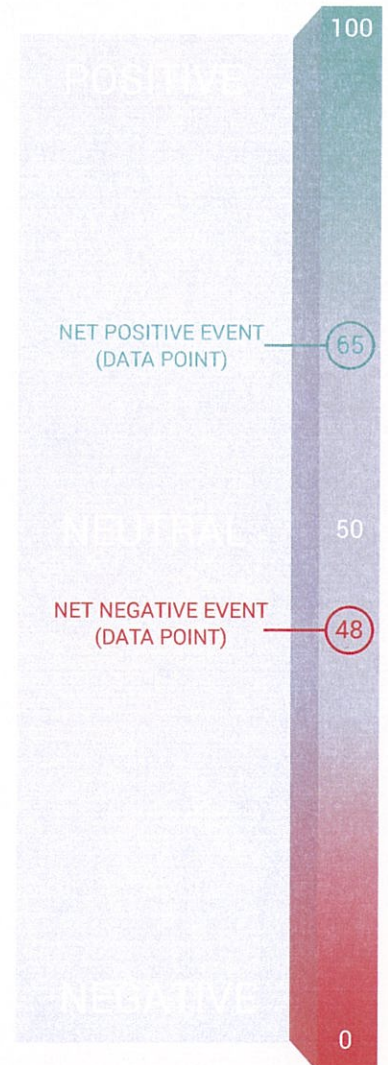 100
POSITIVE
NET POSITIVE EVENT
(DATA POINT)
65
NEUTRAL
50
NET NEGATIVE EVENT
(DATA POINT)
48
NEGATIVE
0